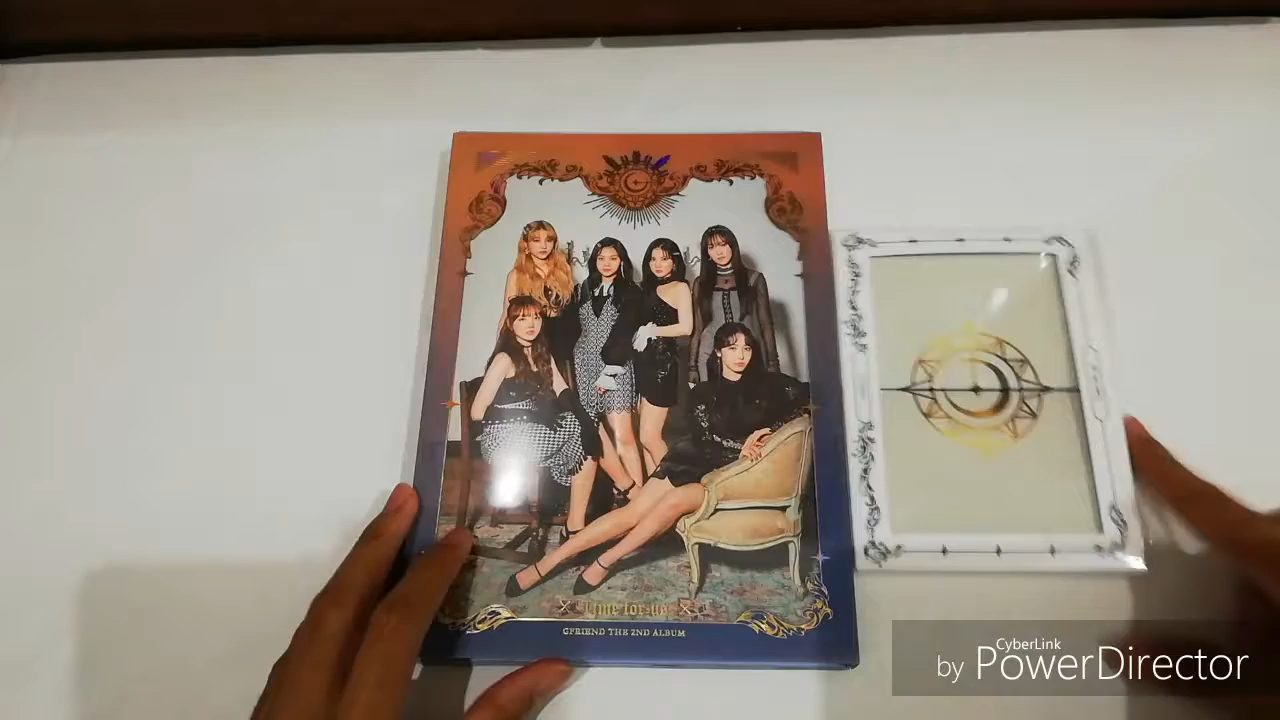 Time for us
GFRIEND THE 2ND ALBUM
CyberLink
by PowerDirector